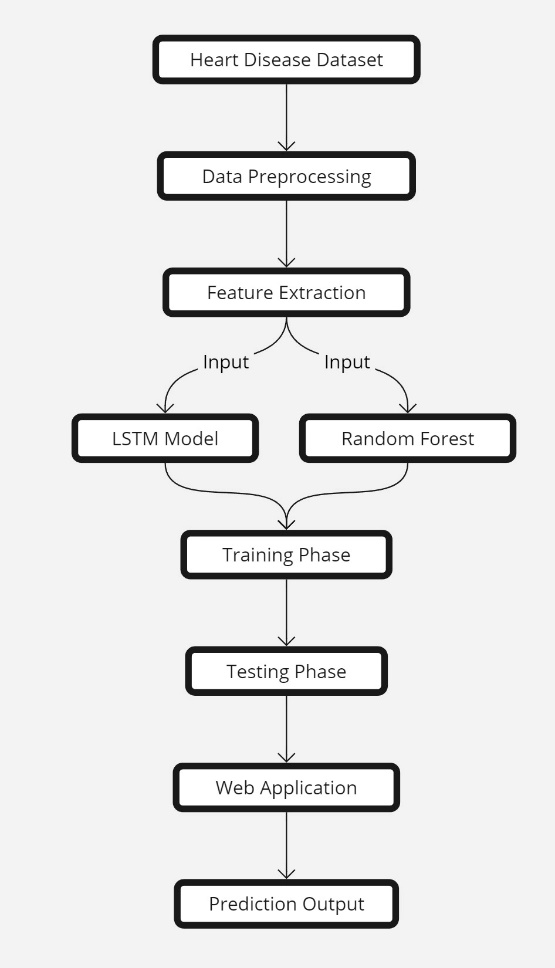 Heart Disease Dataset
Data Preprocessing
Feature Extraction
Input
Input
LSTM Model
Random Forest
Training Phase
Testing Phase
Web Application
Prediction Output